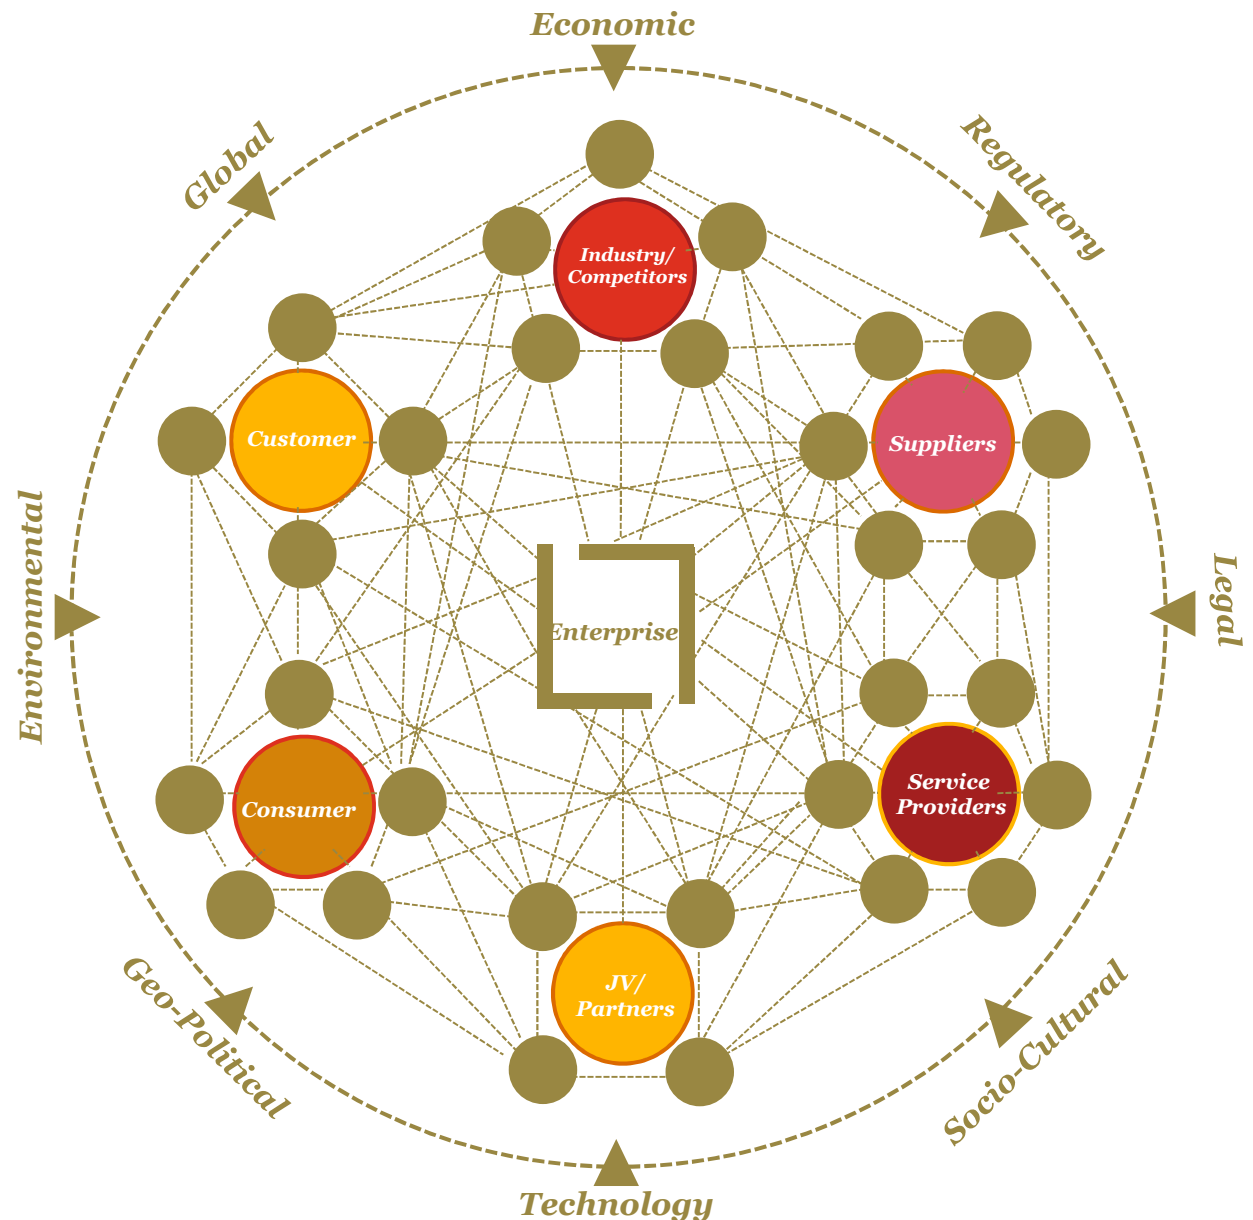 Economic
Global
Regulatory
Industry/
Competitors
Customer
Suppliers
Environmental
Legal
Enterprise
Service
Providers
Consumer
JV/
Partners
Geo-Political
Socio-Cultural
Technology